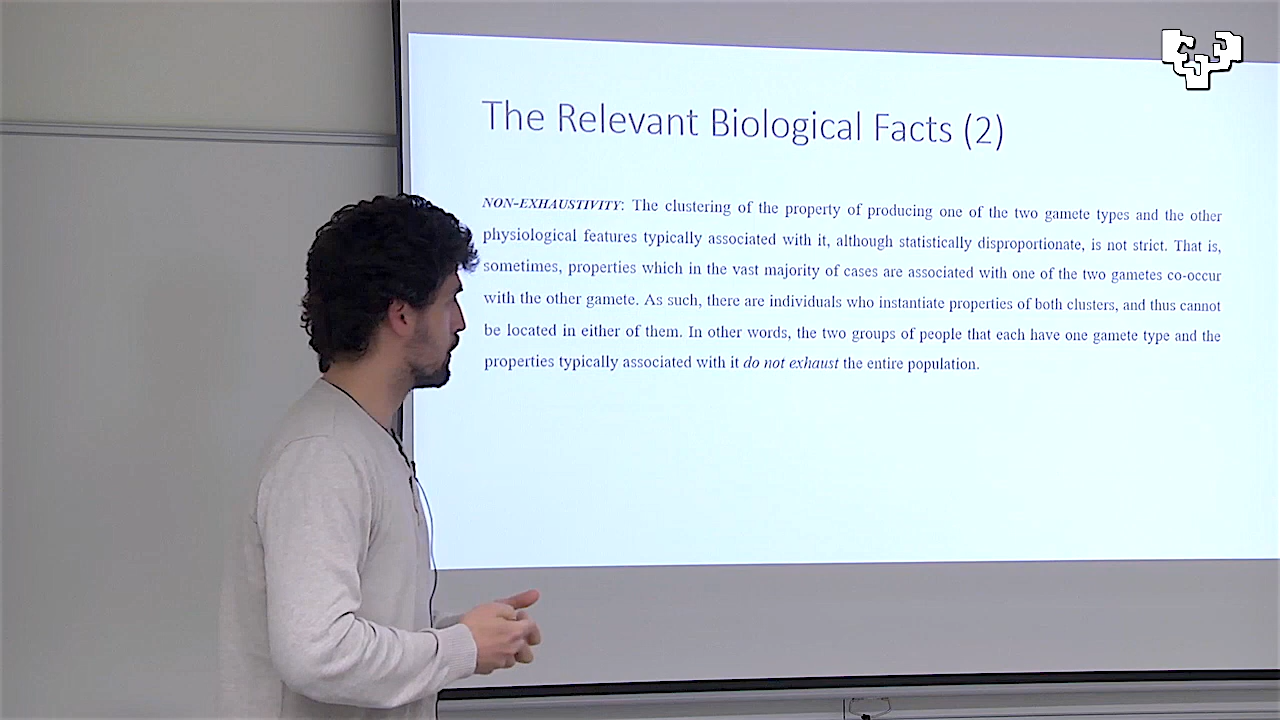 The Relevant Biological Facts (2)
NON-EXHAUSTIVITY: The clustering of the property of producing one of the two gamete types and the other
physiological features typically associated with it, although statistically disproportionate, is not strict. That is,
sometimes, properties which in the vast majority of cases are associated with one of the two gametes co-occur
with the other gamete. As such, there are individuals who instantiate properties of both clusters, and thus cannot
be located in either of them. In other words, the two groups of people that each have one gamete type and the
properties typically associated with it do not exhaust the entire population.